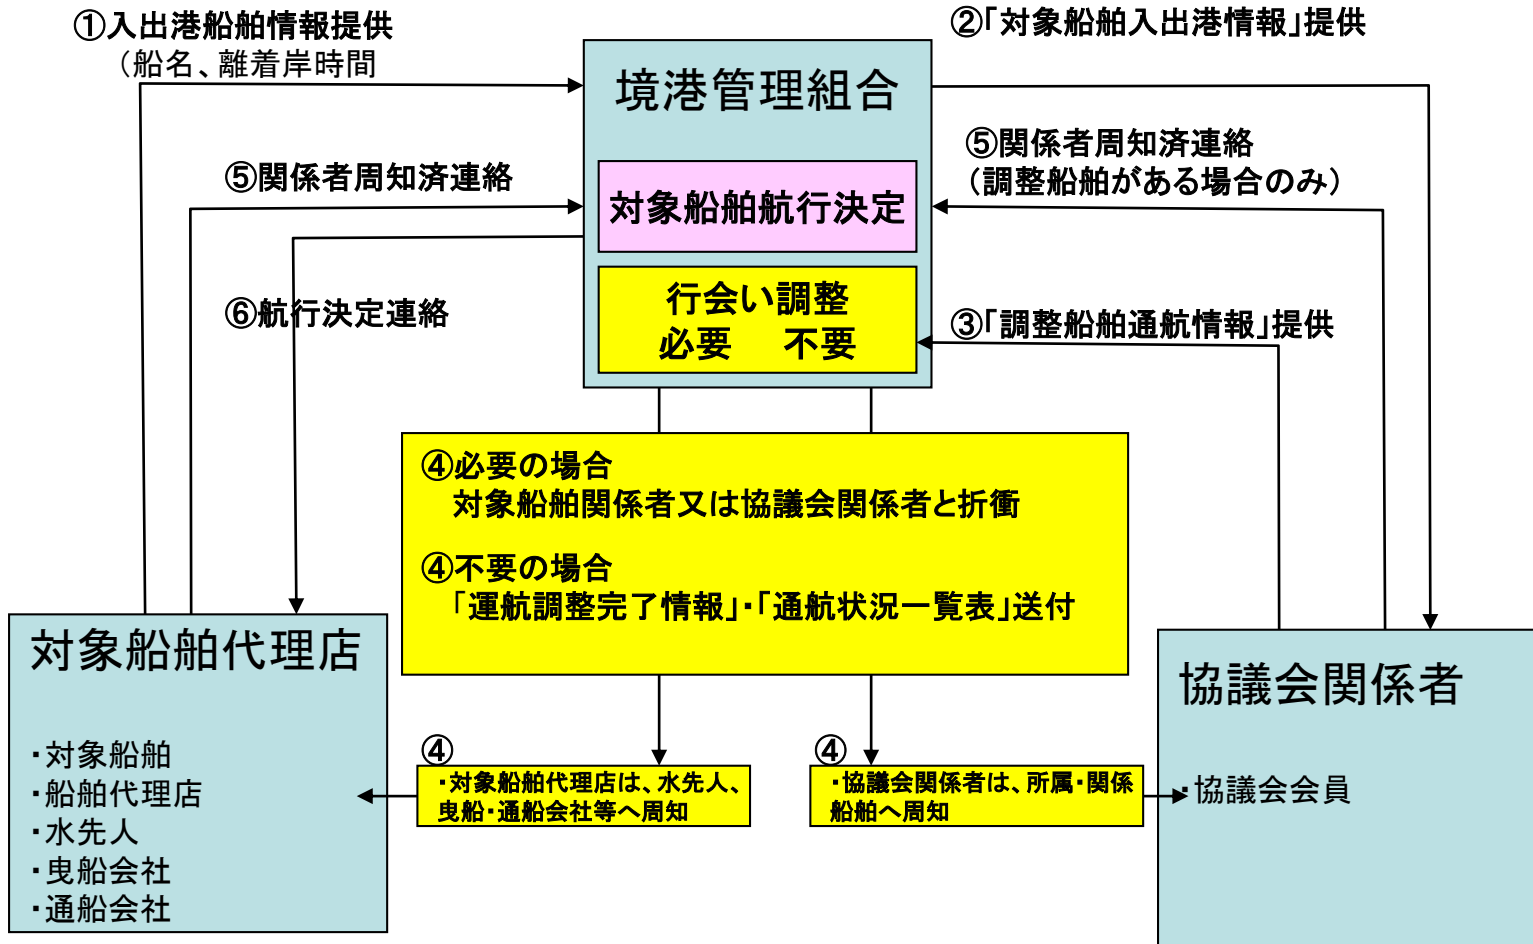 ①入出港船舶情報提供
（船名、離着岸時間
②｢対象船舶入出港情報｣提供
境港管理組合
⑤関係者周知済連絡
対象船舶航行決定
⑤関係者周知済連絡
（調整船舶がある場合のみ）
行会い調整
必要　不要
⑥航行決定連絡
③｢調整船舶通航情報｣提供
④必要の場合
対象船舶関係者又は協議会関係者と折衝
④不要の場合
｢運航調整完了情報｣･｢通航状況一覧表｣送付
対象船舶代理店
・対象船舶
・船舶代理店
・水先人
・曳船会社
・通船会社
④
・対象船舶代理店は、水先人、
曳船・通船会社等へ周知
④
・協議会関係者は、所属・関係
船舶へ周知
協議会関係者
・協議会会員